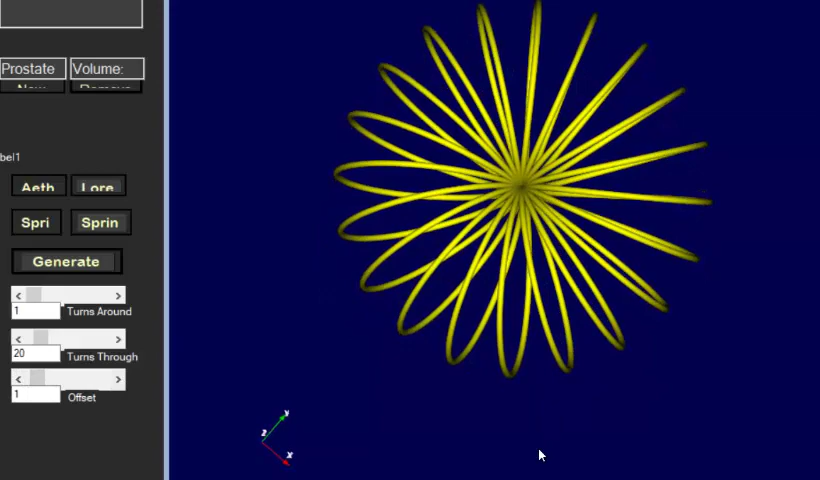 Prostate Volume:
bel1
Aeth Lore
Spri Sprin
Generate
1 Turns Around
20 Turns Through
1 Offset
y
z
x